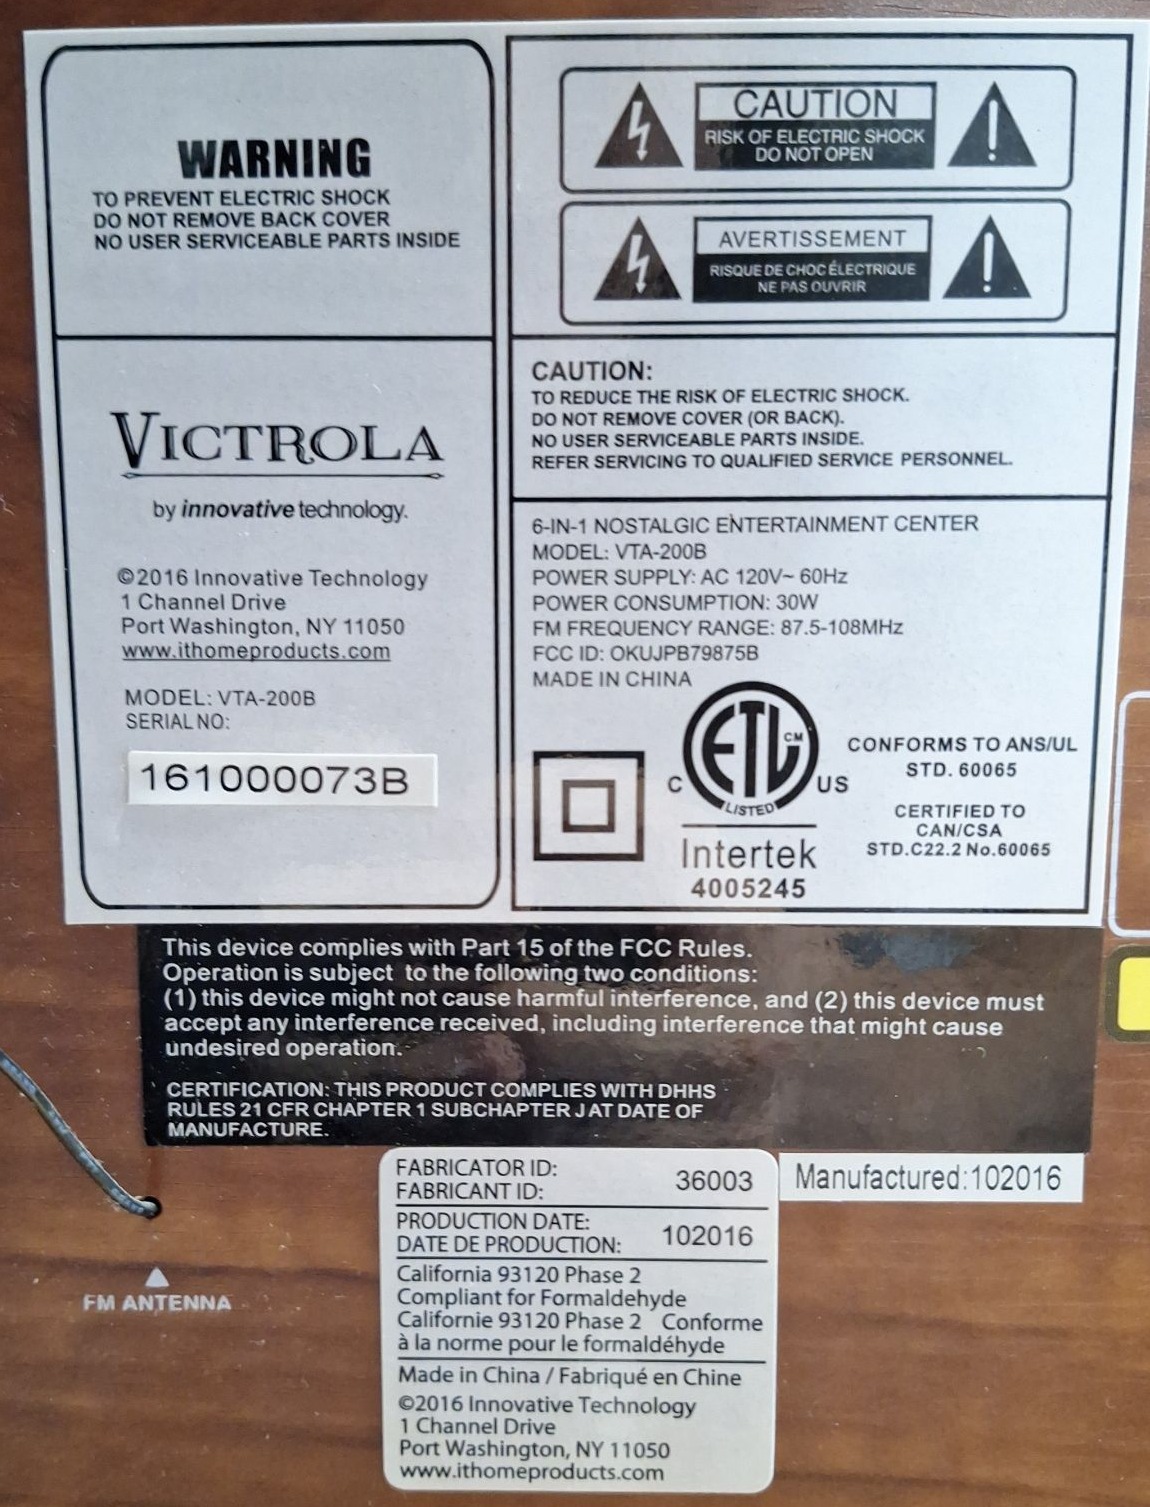 WARNING
TO PREVENT ELECTRIC SHOCK
DO NOT REMOVE BACK COVER
NO USER SERVICEABLE PARTS INSIDE
VICTROLA
by innovative technology.
©2016 Innovative Technology
1 Channel Drive
Port Washington, NY 11050
www.ithomeproducts.com
MODEL: VTA-200B
SERIAL NO:
161000073B
CAUTION
RISK OF ELECTRIC SHOCK
DO NOT OPEN
AVERTISSEMENT
RISQUE DE CHOC ÉLECTRIQUE
NE PAS OUVRIR
CAUTION:
TO REDUCE THE RISK OF ELECTRIC SHOCK.
DO NOT REMOVE COVER (OR BACK).
NO USER SERVICEABLE PARTS INSIDE.
REFER SERVICING TO QUALIFIED SERVICE PERSONNEL.
6-IN-1 NOSTALGIC ENTERTAINMENT CENTER
MODEL: VTA-200B
POWER SUPPLY: AC 120V~ 60Hz
POWER CONSUMPTION: 30W
FM FREQUENCY RANGE: 87.5-108MHz
FCC ID: OKUJPB79875B
MADE IN CHINA
ETL CM
C US
LISTED
Intertek
4005245
CONFORMS TO ANS/UL
STD. 60065
CERTIFIED TO
CAN/CSA
STD.C22.2 No.60065
This device complies with Part 15 of the FCC Rules.
Operation is subject to the following two conditions:
(1) this device might not cause harmful interference, and (2) this device must
accept any interference received, including interference that might cause
undesired operation.
CERTIFICATION: THIS PRODUCT COMPLIES WITH DHHS
RULES 21 CFR CHAPTER 1 SUBCHAPTER J AT DATE OF
MANUFACTURE.
FM ANTENNA
FABRICATOR ID:
FABRICANT ID: 36003
PRODUCTION DATE:
DATE DE PRODUCTION: 102016
California 93120 Phase 2
Compliant for Formaldehyde
Californie 93120 Phase 2 Conforme
à la norme pour le formaldéhyde
Made in China / Fabriqué en Chine
©2016 Innovative Technology
1 Channel Drive
Port Washington, NY 11050
www.ithomeproducts.com
Manufactured:102016